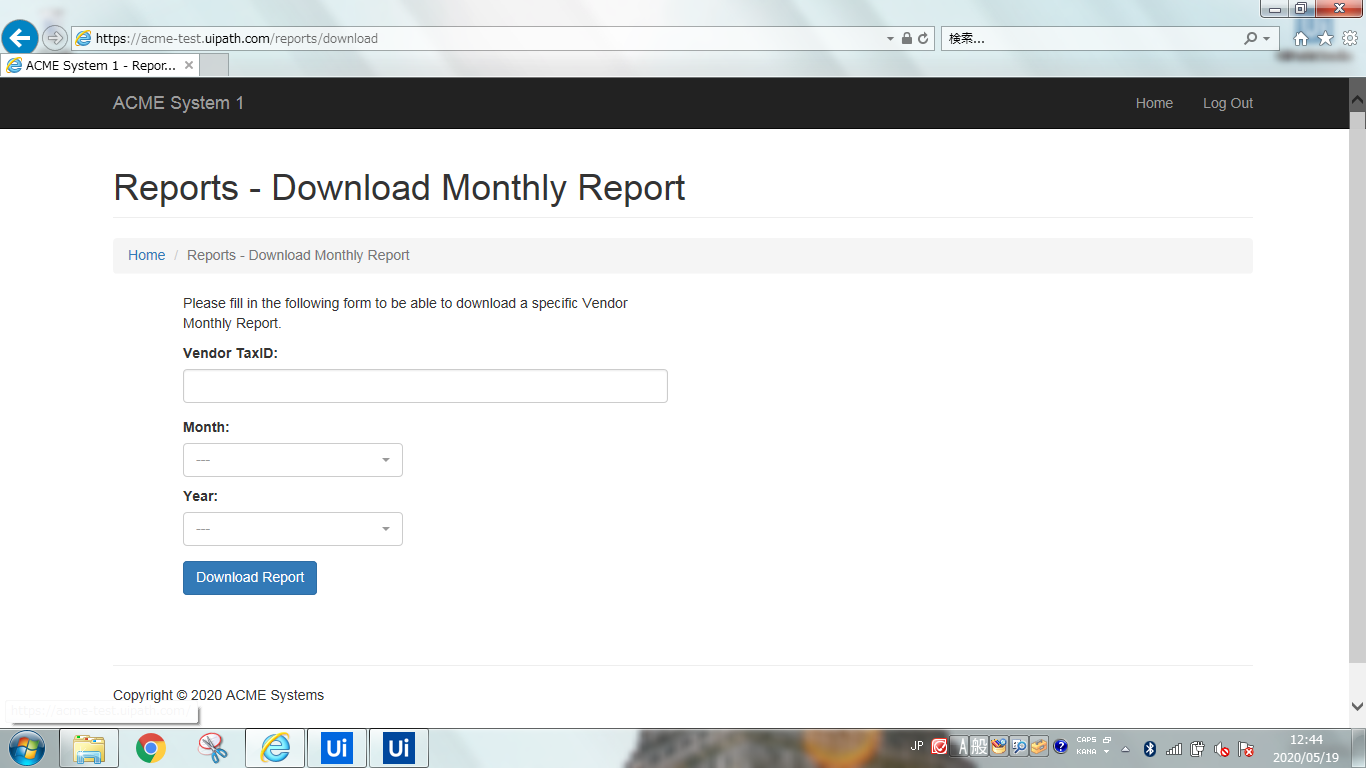 https://acme-test.uipath.com/reports/download
検索...
ACME System 1 - Repor...
ACME System 1
Home
Log Out
Reports - Download Monthly Report
Home / Reports - Download Monthly Report
Please fill in the following form to be able to download a specific Vendor
Monthly Report.
Vendor TaxID:
Month:
---
Year:
---
Download Report
Copyright © 2020 ACME Systems
https://acme-test.uipath.com/
Ui
Ui
JP
A 般
CAPS
KANA
12:44
2020/05/19